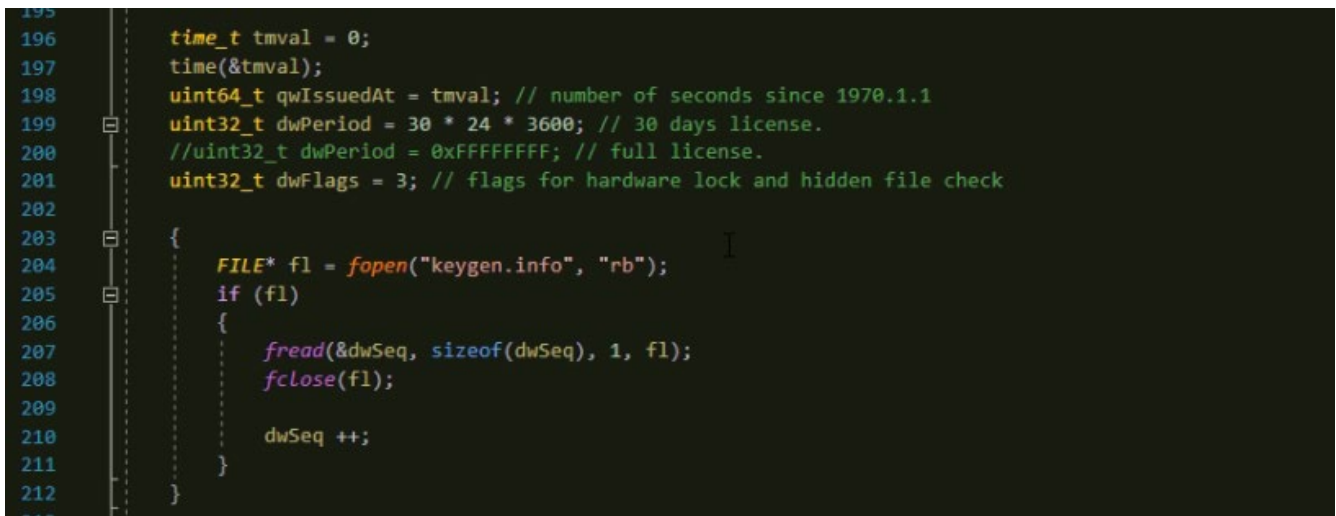 195
196 time_t tmval = 0;
197 time(&tmval);
198 uint64_t qwIssuedAt = tmval; // number of seconds since 1970.1.1
199 uint32_t dwPeriod = 30 * 24 * 3600; // 30 days license.
200 //uint32_t dwPeriod = 0xFFFFFFFF; // full license.
201 uint32_t dwFlags = 3; // flags for hardware lock and hidden file check
202
203 {
204 FILE* fl = fopen("keygen.info", "rb");
205 if (fl)
206 {
207 fread(&dwSeq, sizeof(dwSeq), 1, fl);
208 fclose(fl);
209
210 dwSeq ++;
211 }
212 }